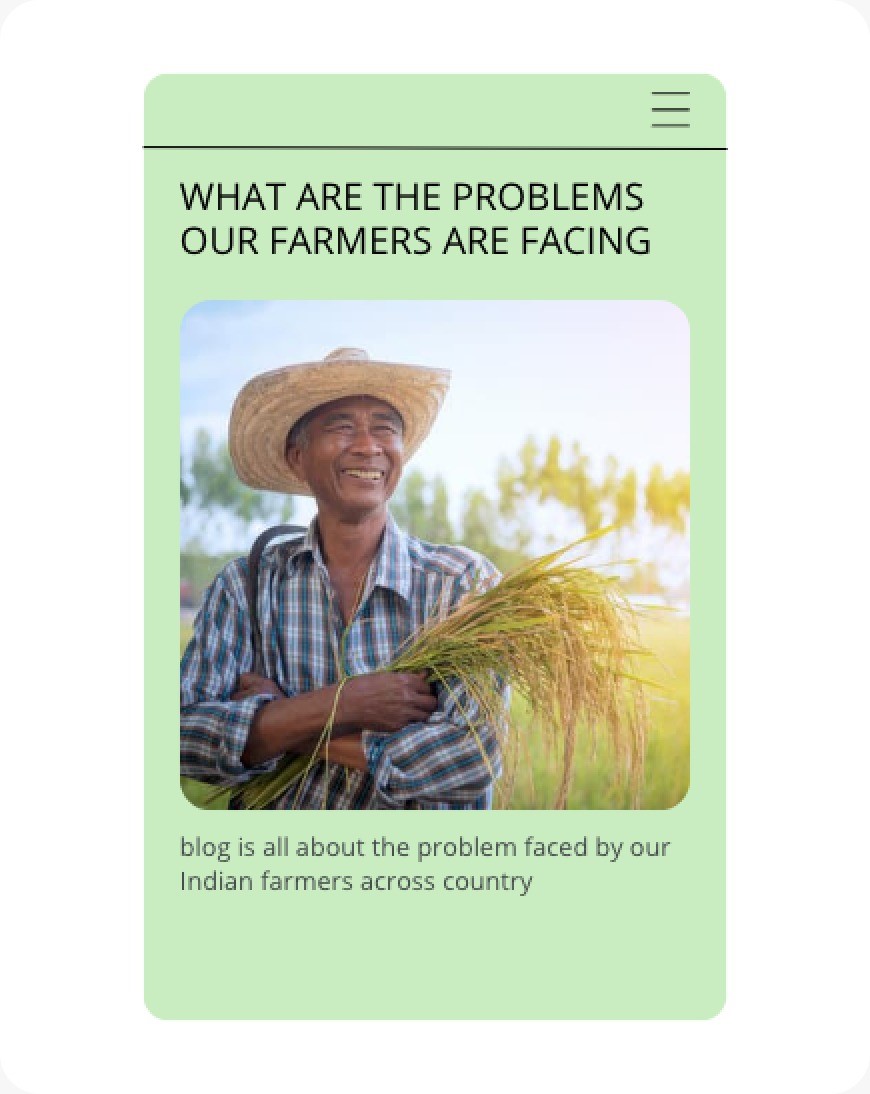 WHAT ARE THE PROBLEMS
OUR FARMERS ARE FACING
blog is all about the problem faced by our
Indian farmers across country